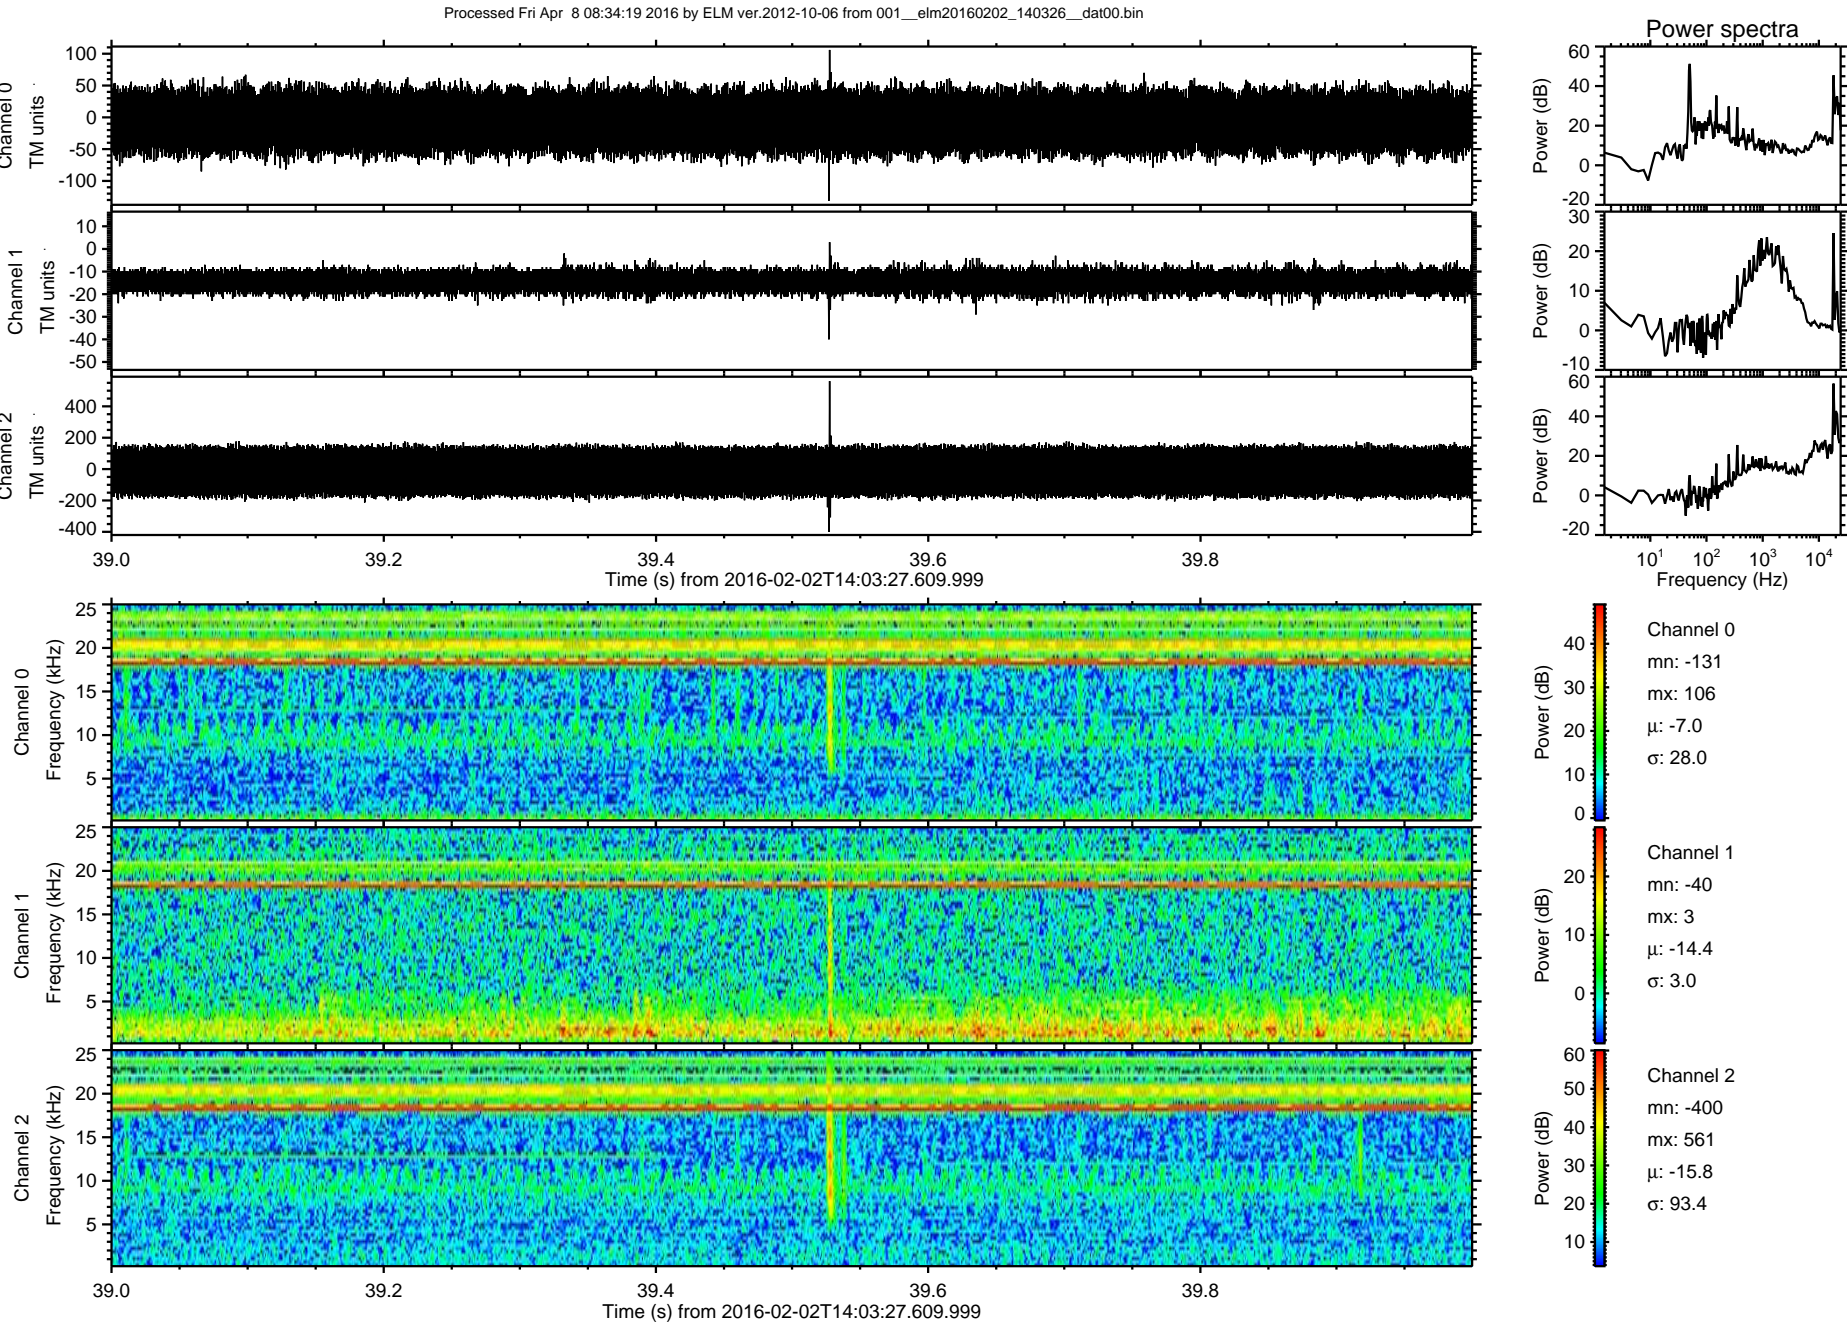 Processed Fri Apr  8 08:34:19 2016 by ELM ver.2012-10-06 from 001__elm20160202_140326__dat00.bin
Power spectra
Channel 0
TM units
100
50
0
-50
-100
Power (dB)
60
40
20
0
-20
Channel 1
TM units
10
0
-10
-20
-30
-40
-50
Power (dB)
30
20
10
0
-10
Channel 2
TM units
400
200
0
-200
-400
Power (dB)
60
40
20
0
-20
39.0 39.2 39.4 39.6 39.8
Time (s) from 2016-02-02T14:03:27.609.999
10¹ 10² 10³ 10⁴
Frequency (Hz)
Channel 0
Frequency (kHz)
25
20
15
10
5
Power (dB)
40
30
20
10
0
Channel 0
mn: -131
mx: 106
μ: -7.0
σ: 28.0
Channel 1
Frequency (kHz)
25
20
15
10
5
Power (dB)
20
10
0
Channel 1
mn: -40
mx: 3
μ: -14.4
σ: 3.0
Channel 2
Frequency (kHz)
25
20
15
10
5
Power (dB)
60
50
40
30
20
10
Channel 2
mn: -400
mx: 561
μ: -15.8
σ: 93.4
39.0 39.2 39.4 39.6 39.8
Time (s) from 2016-02-02T14:03:27.609.999